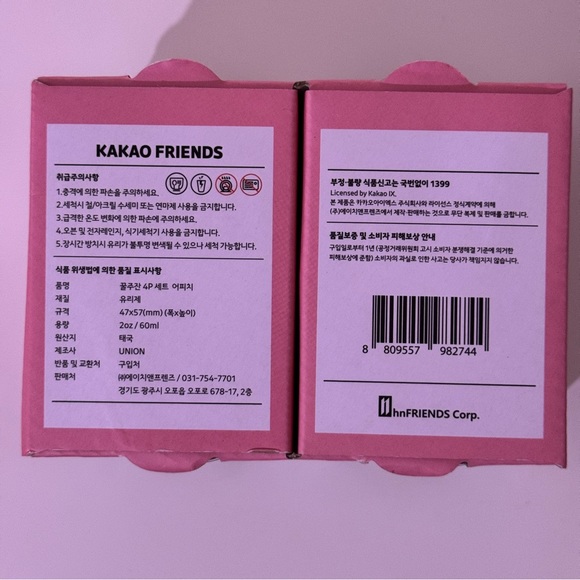 KAKAO FRIENDS
취급주의사항
1.충격에 의한 파손을 주의하세요.
2.세척시 철/마크릴 수세미 또는 연마제 사용을 금지합니다.
3.급격한 온도 변화에 의한 파손에 주의하세요.
4.오븐 및 전자레인지, 식기세척기 사용을 금지합니다.
5.장시간 방치시 유리가 불투명 변색될 수 있으나 세척 가능합니다.
식품 위생법에 의한 품질 표시사항
품명 꿀주잔 4P 세트 어피치
재질 유리제
규격 47x57(mm) (폭x높이)
용량 2oz / 60ml
원산지 태국
제조사 UNION
반품 및 교환처 구입처
판매처 ㈜에이치앤프렌즈 / 031-754-7701
경기도 광주시 오포읍 오포로 678-17, 2층
부정·불량 식품신고는 국번없이 1399
Licensed by Kakao IX.
본 제품은 카카오아이엑스 주식회사와 라이선스 정식계약에 의해
(주)에이치앤프렌즈에서 제작·판매하는 것으로 무단 복제 및 판매를 금합니다.
품질보증 및 소비자 피해보상 안내
구입일로부터 1년 (공정거래위원회 고시 소비자 분쟁해결 기준에 의거한
피해보상에 준함) 소비자의 과실로 인한 사고는 당사가 책임지지 않습니다.
8 809557 982744
hnFRIENDS Corp.